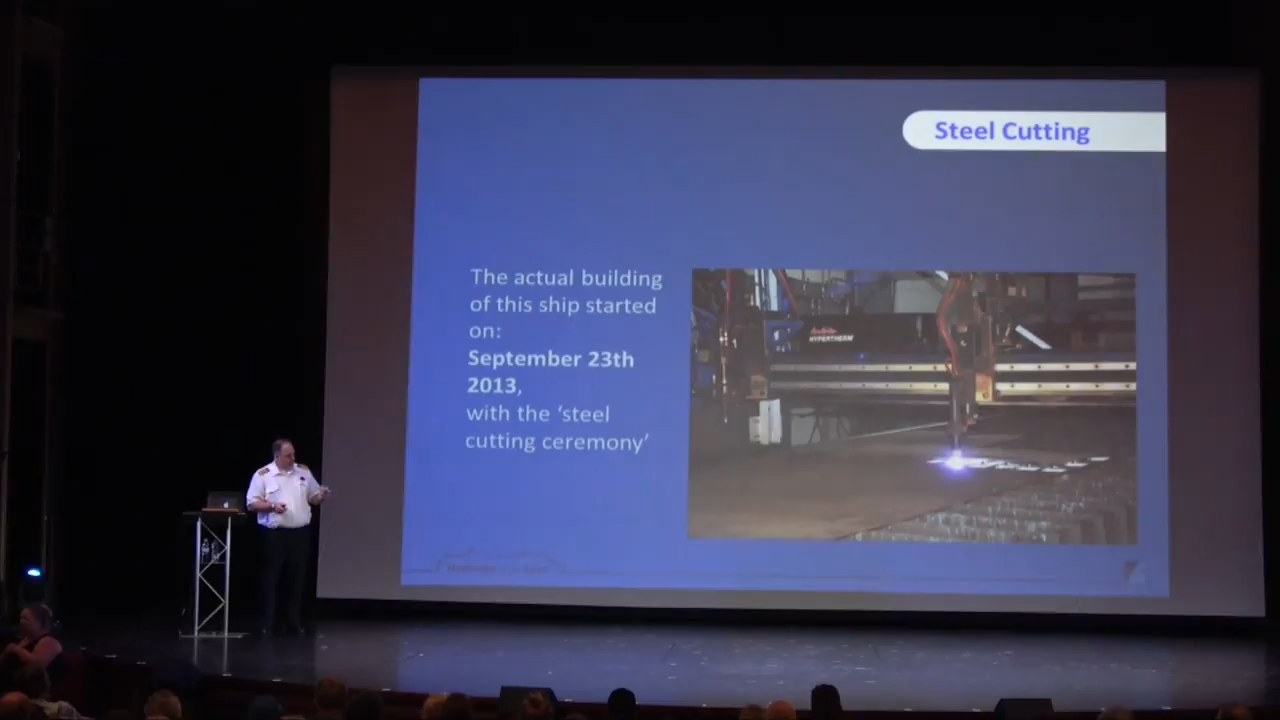 Steel Cutting
The actual building
of this ship started
on:
September 23th
2013,
with the ‘steel
cutting ceremony’
HYPERTHERM